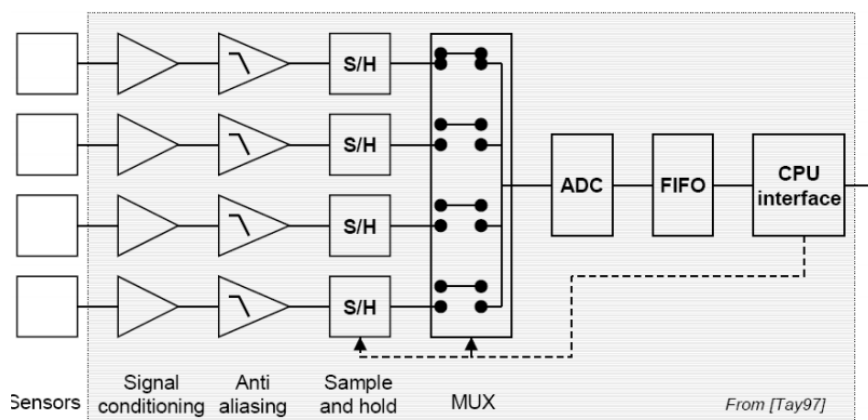 S/H
S/H
S/H
S/H
ADC
FIFO
CPU
interface
Sensors
Signal
conditioning
Anti
aliasing
Sample
and hold
MUX
From [Tay97]